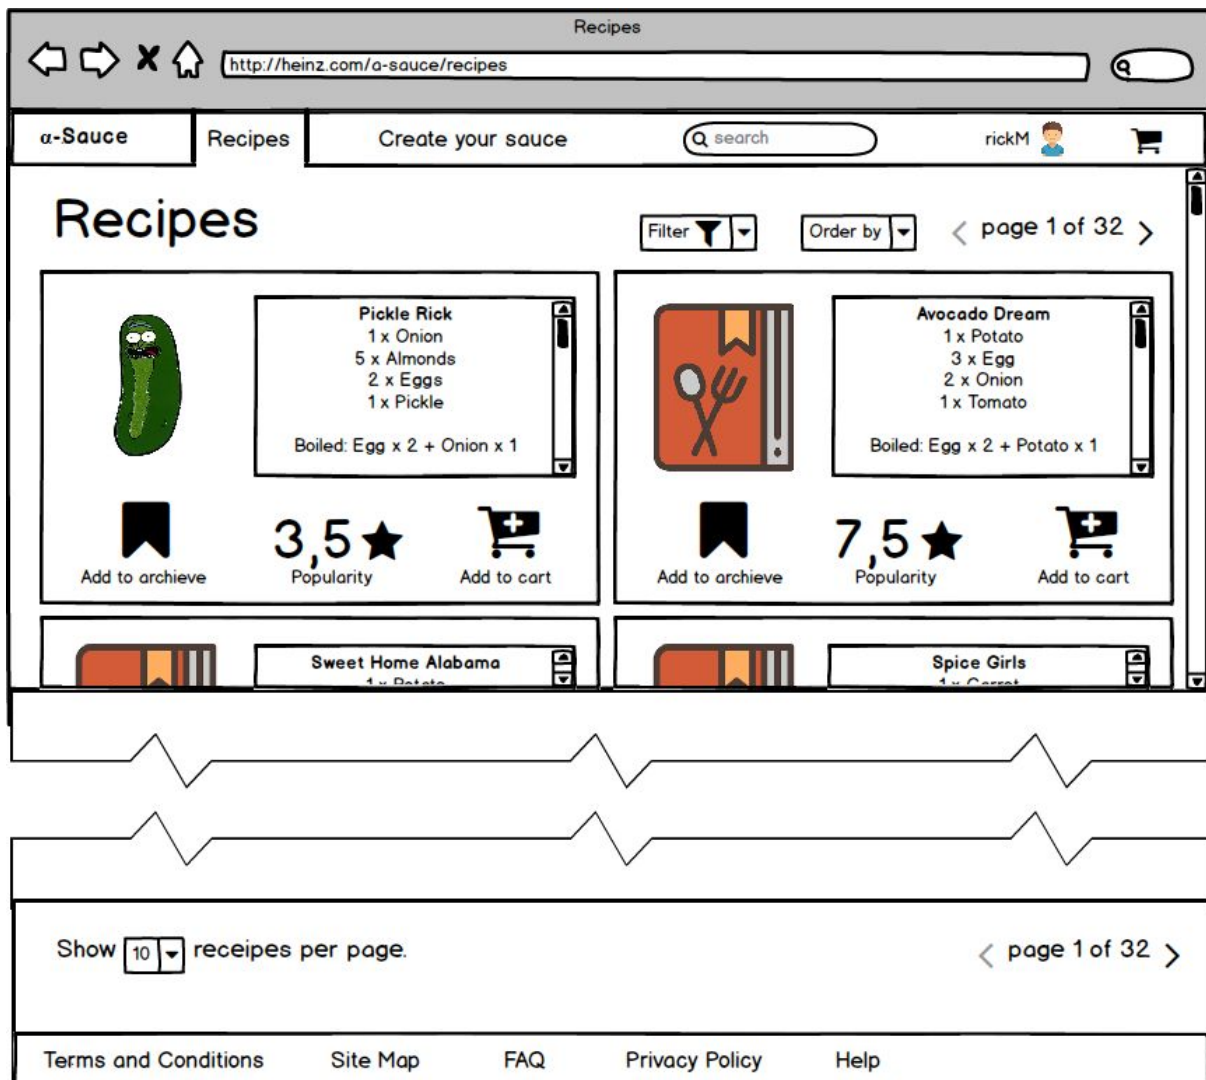 Recipes
http://heinz.com/a-sauce/recipes
α-Sauce
Recipes
Create your sauce
search
rickM
Recipes
Filter
Order by
page 1 of 32
Pickle Rick
1 x Onion
5 x Almonds
2 x Eggs
1 x Pickle
Boiled: Egg x 2 + Onion x 1
Add to archieve
3,5
Popularity
Add to cart
Avocado Dream
1 x Potato
3 x Egg
2 x Onion
1 x Tomato
Boiled: Egg x 2 + Potato x 1
Add to archieve
7,5
Popularity
Add to cart
Sweet Home Alabama
1 x Potato
Spice Girls
1 x Carrot
Show 10 receipes per page.
page 1 of 32
Terms and Conditions
Site Map
FAQ
Privacy Policy
Help